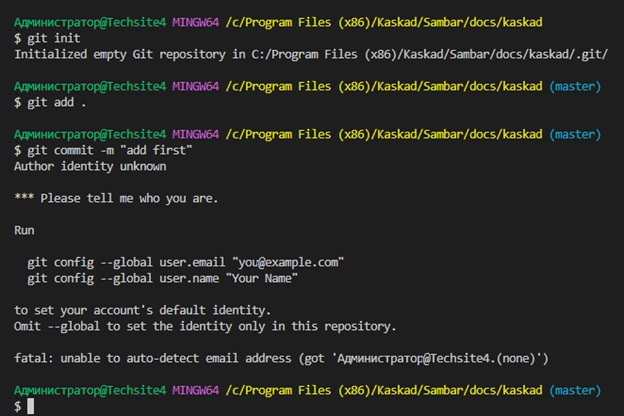 Администратор@Techsite4 MINGW64 /c/Program Files (x86)/Kaskad/Sambar/docs/kaskad
$ git init
Initialized empty Git repository in C:/Program Files (x86)/Kaskad/Sambar/docs/kaskad/.git/
Администратор@Techsite4 MINGW64 /c/Program Files (x86)/Kaskad/Sambar/docs/kaskad (master)
$ git add .
Администратор@Techsite4 MINGW64 /c/Program Files (x86)/Kaskad/Sambar/docs/kaskad (master)
$ git commit -m "add first"
Author identity unknown
*** Please tell me who you are.
Run
git config --global user.email "you@example.com"
git config --global user.name "Your Name"
to set your account's default identity.
Omit --global to set the identity only in this repository.
fatal: unable to auto-detect email address (got 'Администратор@Techsite4.(none)')
Администратор@Techsite4 MINGW64 /c/Program Files (x86)/Kaskad/Sambar/docs/kaskad (master)
$